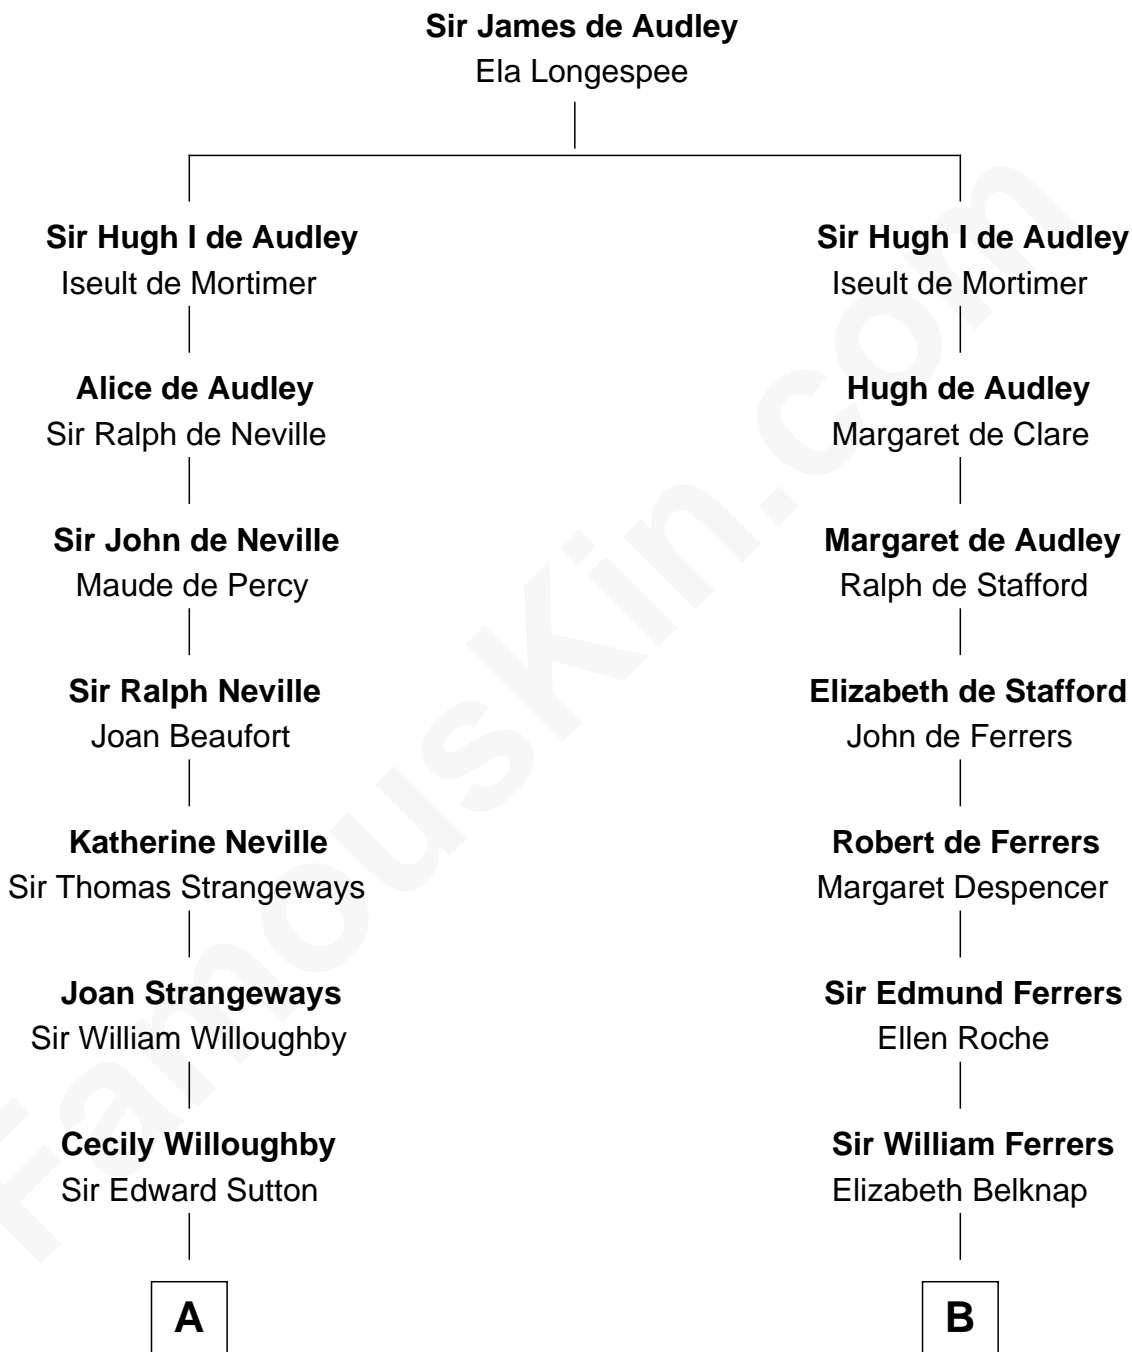 Sir James de Audley
Ela Longespee
Sir Hugh I de Audley
Iseult de Mortimer
Sir Hugh I de Audley
Iseult de Mortimer
Alice de Audley
Sir Ralph de Neville
Hugh de Audley
Margaret de Clare
Sir John de Neville
Maude de Percy
Margaret de Audley
Ralph de Stafford
Sir Ralph Neville
Joan Beaufort
Elizabeth de Stafford
John de Ferrers
Katherine Neville
Sir Thomas Strangeways
Robert de Ferrers
Margaret Despencer
Joan Strangeways
Sir William Willoughby
Sir Edmund Ferrers
Ellen Roche
Cecily Willoughby
Sir Edward Sutton
Sir William Ferrers
Elizabeth Belknap
A
B
FamousKin.com